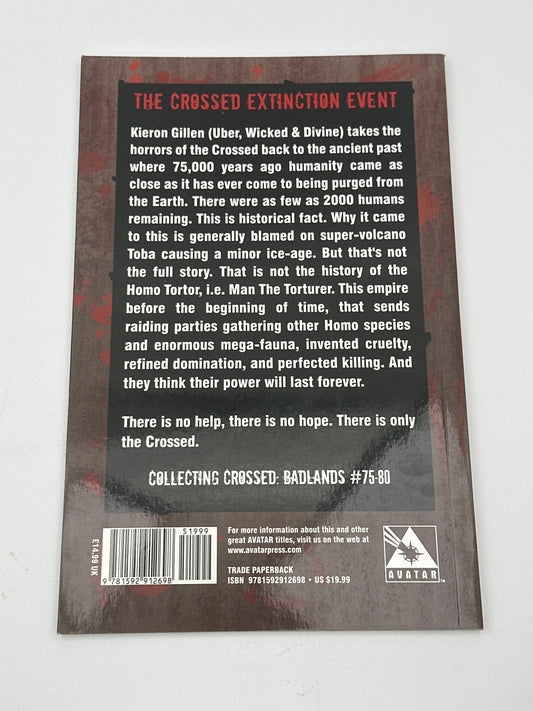 THE CROSSED EXTINCTION EVENT
Kieron Gillen (Uber, Wicked & Divine) takes the
horrors of the Crossed back to the ancient past
where 75,000 years ago humanity came as
close as it has ever come to being purged from
the Earth. There were as few as 2000 humans
remaining. This is historical fact. Why it came
to this is generally blamed on super-volcano
Toba causing a minor ice-age. But that's not
the full story. That is not the history of the
Homo Tortor, i.e. Man The Torturer. This empire
before the beginning of time, that sends
raiding parties gathering other Homo species
and enormous mega-fauna, invented cruelty,
refined domination, and perfected killing. And
they think their power will last forever.
There is no help, there is no hope. There is only
the Crossed.
COLLECTING CROSSED: BADLANDS #75-80
£14.99 UK
51999
9 781592 912698
For more information about this and other
great AVATAR titles, visit us on the web at
www.avatarpress.com
TRADE PAPERBACK
ISBN 9781592912698 • US $19.99
AVATAR™